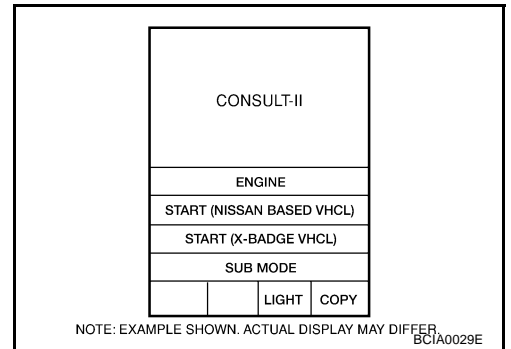 CONSULT-II
ENGINE
START (NISSAN BASED VHCL)
START (X-BADGE VHCL)
SUB MODE
LIGHT COPY
NOTE: EXAMPLE SHOWN. ACTUAL DISPLAY MAY DIFFER.
BCIA0029E